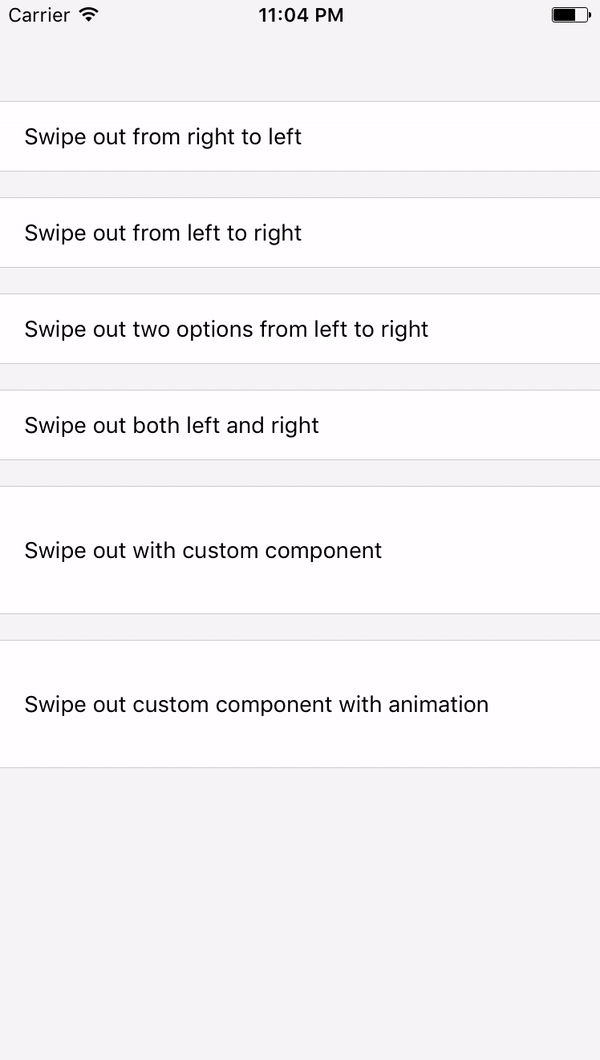 Carrier 11:04 PM
Swipe out from right to left
Swipe out from left to right
Swipe out two options from left to right
Swipe out both left and right
Swipe out with custom component
Swipe out custom component with animation